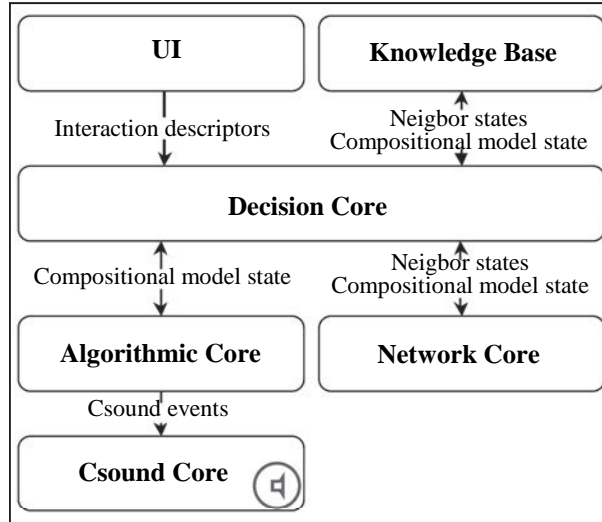 UI
Knowledge Base
Interaction descriptors
Neigbor states
Compositional model state
Decision Core
Compositional model state
Neigbor states
Compositional model state
Algorithmic Core
Network Core
Csound events
Csound Core